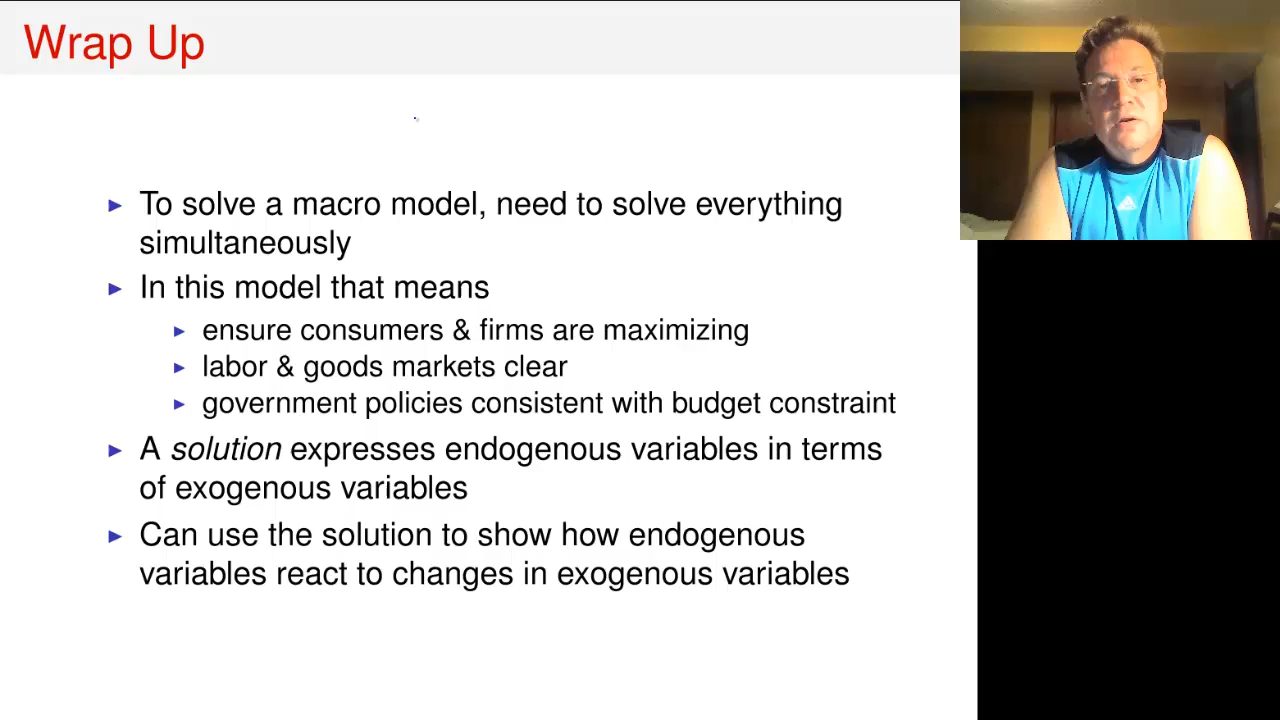 Wrap Up
To solve a macro model, need to solve everything
simultaneously
In this model that means
ensure consumers & firms are maximizing
labor & goods markets clear
government policies consistent with budget constraint
A solution expresses endogenous variables in terms
of exogenous variables
Can use the solution to show how endogenous
variables react to changes in exogenous variables